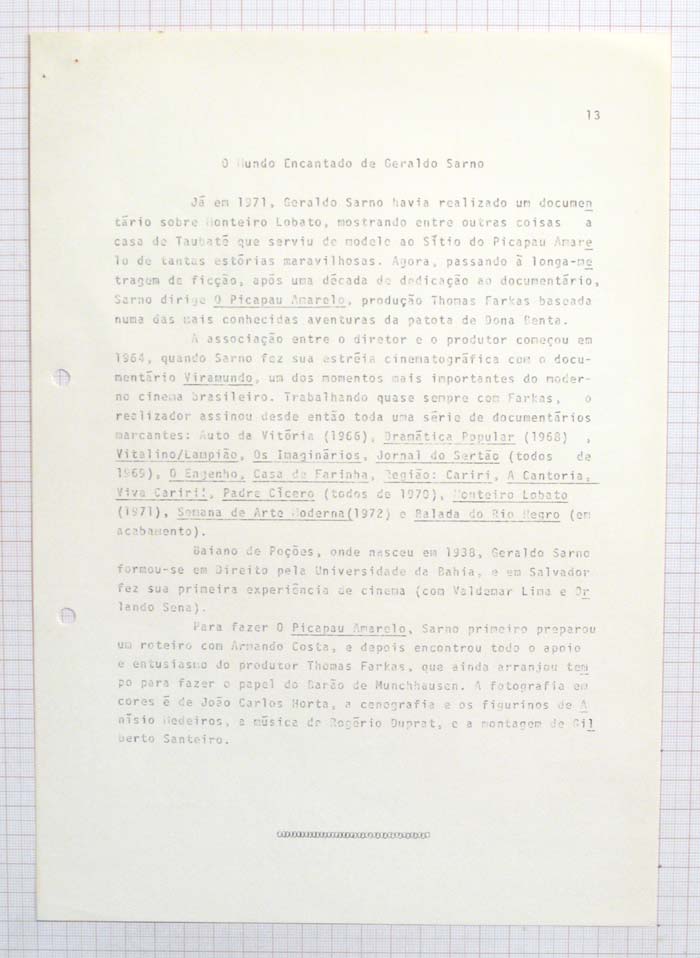 13
O Mundo Encantado de Geraldo Sarno
Já em 1971, Geraldo Sarno havia realizado um documen
tário sobre Monteiro Lobato, mostrando entre outras coisas a
casa de Taubaté que serviu de modelo ao Sítio do Picapau Amare
lo de tantas estórias maravilhosas. Agora, passando à longa-me
tragem de ficção, após uma década de dedicação ao documentário,
Sarno dirige O Picapau Amarelo, produção Thomas Farkas baseada
numa das mais conhecidas aventuras da patota de Dona Benta.
A associação entre o diretor e o produtor começou em
1964, quando Sarno fez sua estréia cinematográfica com o docu-
mentário Viramundo, um dos momentos mais importantes do moder-
no cinema brasileiro. Trabalhando quase sempre com Farkas, o
realizador assinou desde então toda uma série de documentários
marcantes: Auto da Vitória (1966), Dramática Popular (1968) ,
Vitalino/Lampião, Os Imaginários, Jornal do Sertão (todos de
1969), O Engenho, Casa de Farinha, Região: Cariri, A Cantoria,
Viva Cariri!, Padre Cícero (todos de 1970), Monteiro Lobato
(1971), Semana de Arte Moderna(1972) e Balada do Rio Negro (em
acabamento).
Baiano de Poções, onde nasceu em 1938, Geraldo Sarno
formou-se em Direito pela Universidade da Bahia, e em Salvador
fez sua primeira experiência de cinema (com Valdemar Lima e Or
lando Sena).
Para fazer O Picapau Amarelo, Sarno primeiro preparou
um roteiro com Armando Costa, e depois encontrou todo o apoio
e entusiasmo do produtor Thomas Farkas, que ainda arranjou tem
po para fazer o papel do Barão de Munchhausen. A fotografia em
cores é de João Carlos Horta, a cenografia e os figurinos de A
nísio Medeiros, a música de Rogério Duprat, e a montagem de Gil
berto Santeiro.